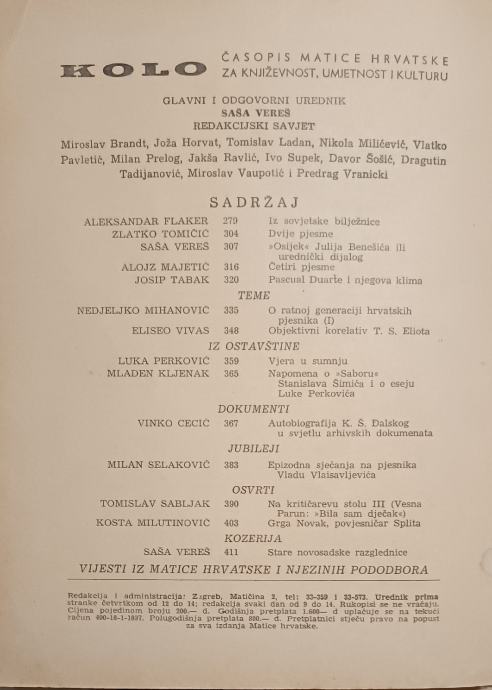 KOLO
ČASOPIS MATICE HRVATSKE
ZA KNJIŽEVNOST, UMJETNOST I KULTURU
GLAVNI I ODGOVORNI UREDNIK
SAŠA VEREŠ
REDAKCIJSKI SAVJET
Miroslav Brandt, Joža Horvat, Tomislav Ladan, Nikola Milićević, Vlatko
Pavletić, Milan Prelog, Jakša Ravlić, Ivo Supek, Davor Šošić, Dragutin
Tadijanović, Miroslav Vaupotić i Predrag Vranicki
SADRŽAJ
ALEKSANDAR FLAKER 279 Iz sovjetske bilježnice
ZLATKO TOMIČIĆ 304 Dvije pjesme
SAŠA VEREŠ 307 »Osijek« Julija Benešića ili
urednički dijalog
ALOJZ MAJETIĆ 316 Četiri pjesme
JOSIP TABAK 320 Pascual Duarte i njegova klima
TEME
NEDJELJKO MIHANOVIĆ 335 O ratnoj generaciji hrvatskih
pjesnika (I)
ELISEO VIVAS 348 Objektivni korelativ T. S. Eliota
IZ OSTAVŠTINE
LUKA PERKOVIĆ 359 Vjera u sumnju
MLADEN KLJENAK 365 Napomena o »Saboru«
Stanislava Šimića i o eseju
Luke Perkovića
DOKUMENTI
VINKO CECIĆ 367 Autobiografija K. Š. Dalskog
u svjetlu arhivskih dokumenata
JUBILEJI
MILAN SELAKOVIĆ 383 Epizodna sjećanja na pjesnika
Vladu Vlaisavljevića
OSVRTI
TOMISLAV SABLJAK 390 Na kritičarevu stolu III (Vesna
Parun: »Bila sam dječak«)
KOSTA MILUTINOVIĆ 403 Grga Novak, povjesničar Splita
KOZERIJA
SAŠA VEREŠ 411 Stare novosadske razglednice
VIJESTI IZ MATICE HRVATSKE I NJEZINIH PODODBORA
Redakcija i administracija: Zagreb, Matičina 2, tel: 33-359 i 33-573. Urednik prima
stranke četvrtkom od 12 do 14; redakcija svaki dan od 9 do 14. Rukopisi se ne vraćaju.
Cijena pojedinom broju 200.— d. Godišnja pretplata 1.600— d uplaćuje se na tekući
račun 400-18-1-1837. Polugodišnja pretplata 800.— d. Pretplatnici stječu pravo na popust
za sva izdanja Matice hrvatske.